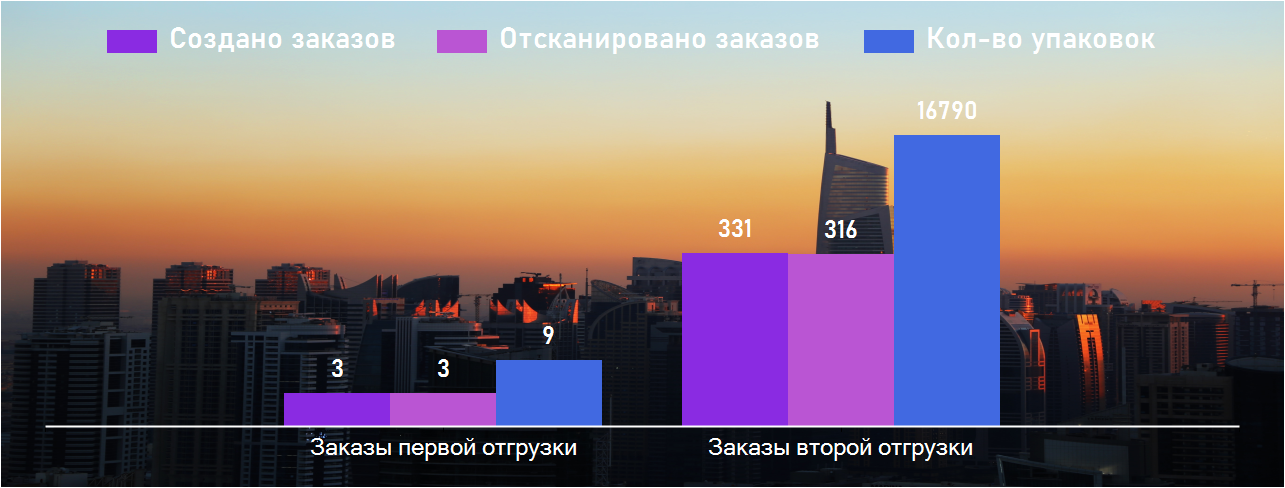 Создано заказов
Отсканировано заказов
Кол-во упаковок
16790
331
316
9
3
3
Заказы первой отгрузки
Заказы второй отгрузки